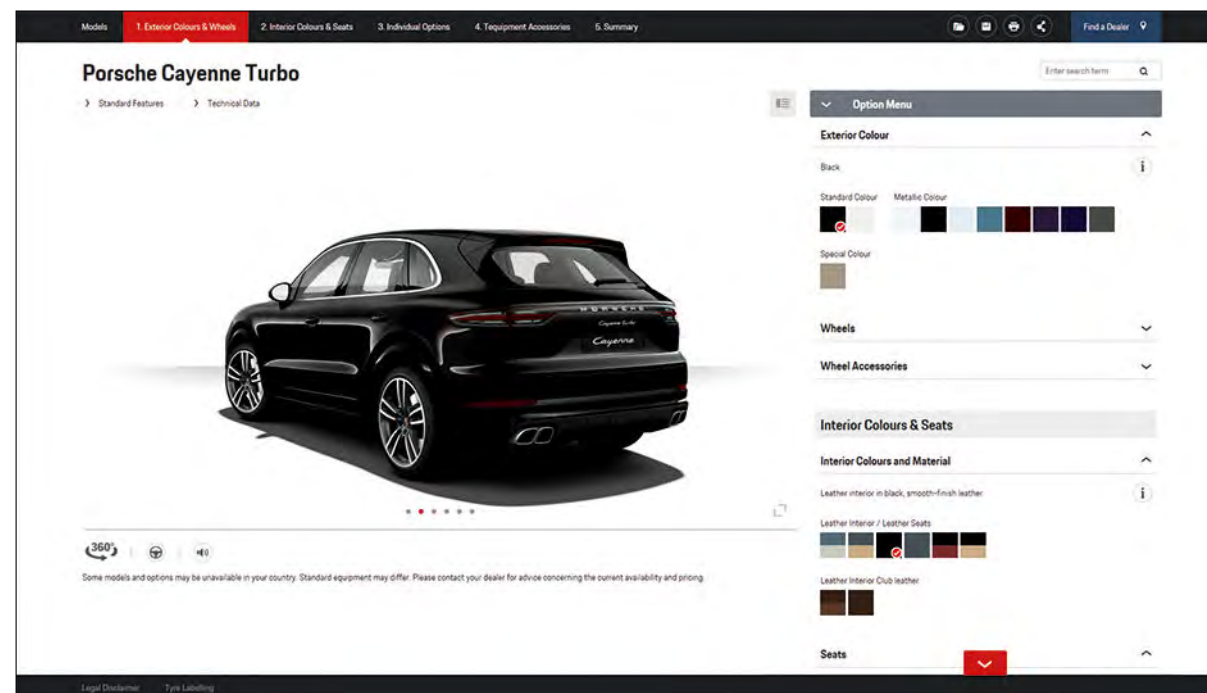 Models 1. Exterior Colours & Wheels 2. Interior Colours & Seats 3. Individual Options 4. Tequipment Accessories 5. Summary Find a Dealer
Porsche Cayenne Turbo
Enter search term
Standard Features Technical Data
Option Menu
Exterior Colour
Black
i
Standard Colour Metallic Colour
Special Colour
PORSCHE
Cayenne turbo
Cayenne
Wheels
Wheel Accessories
Interior Colours & Seats
Interior Colours and Material
Leather interior in black, smooth-finish leather
i
Leather Interior / Leather Seats
360°
Some models and options may be unavailable in your country. Standard equipment may differ. Please contact your dealer for advice concerning the current availability and pricing.
Leather Interior Club leather
Seats
Legal Disclaimer Tyre Labelling